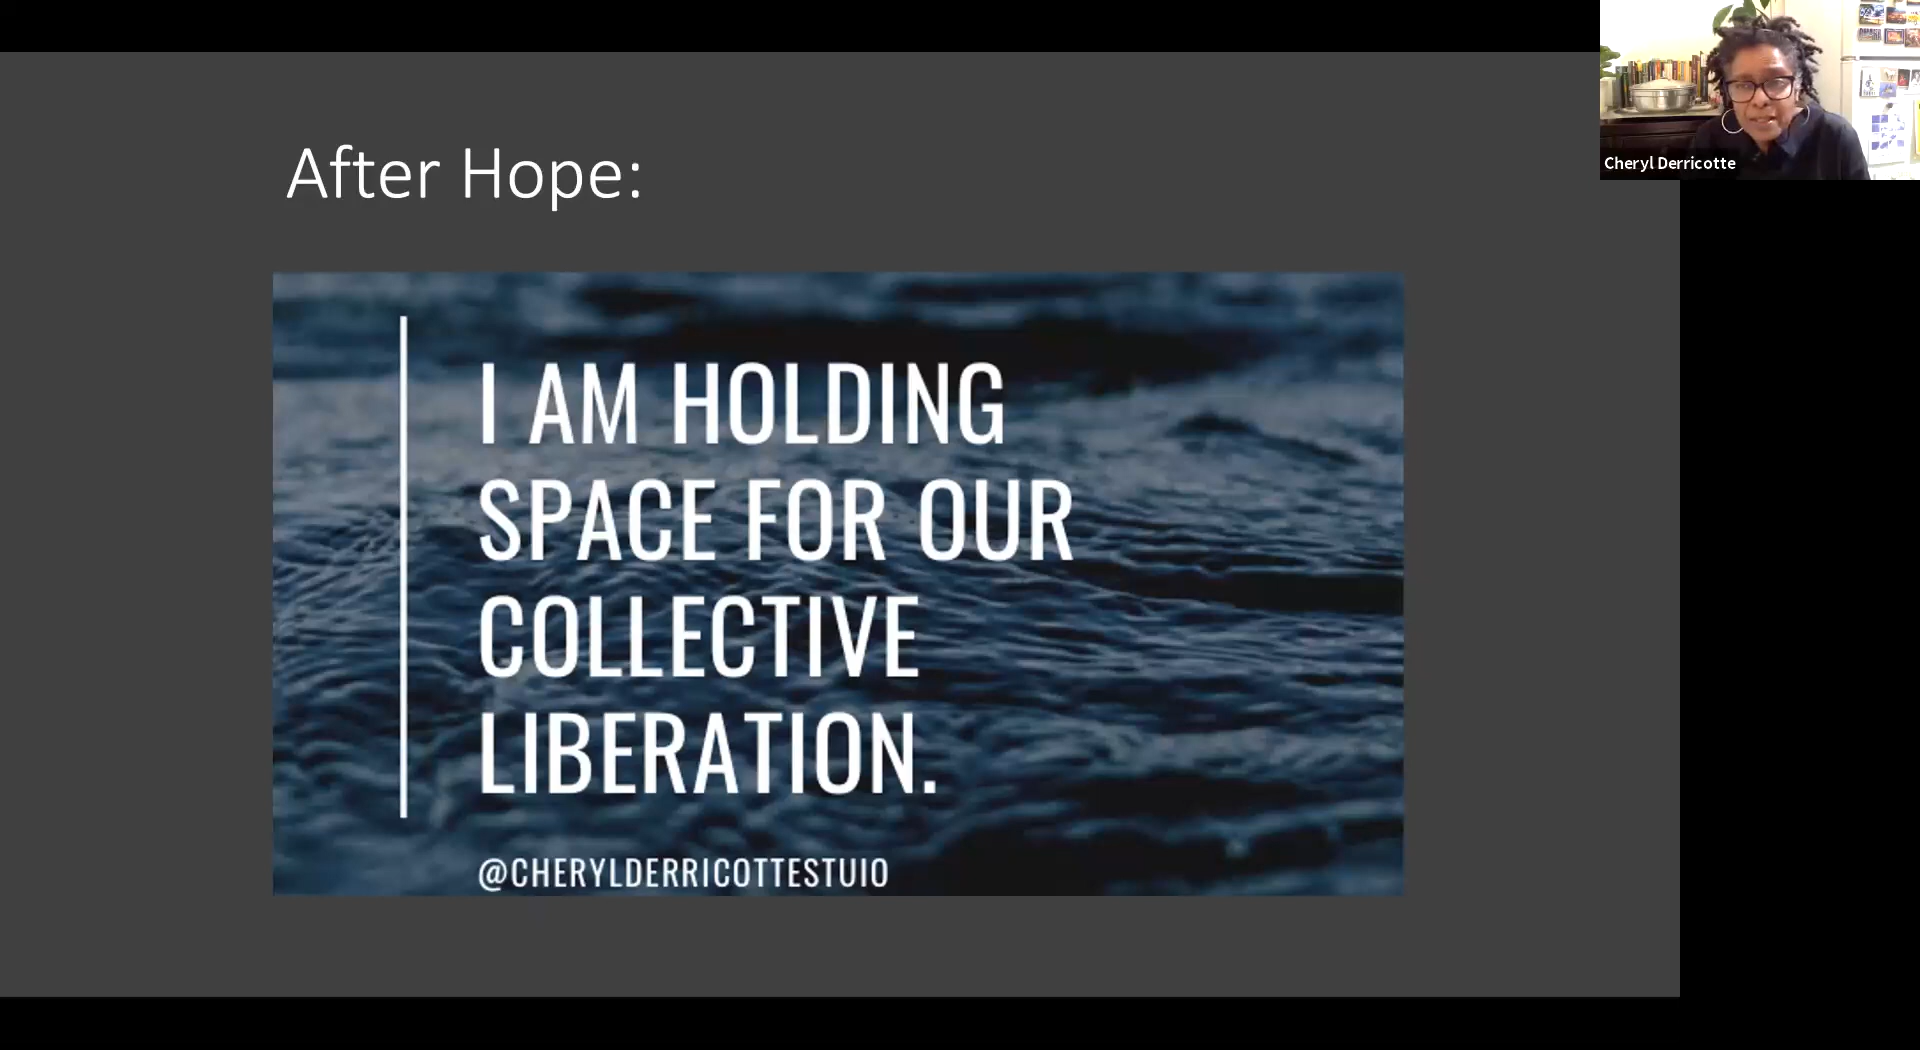 After Hope:
I AM HOLDING
SPACE FOR OUR
COLLECTIVE
LIBERATION.
@CHERYLDERRICOTTESTUIO
Cheryl Derricotte